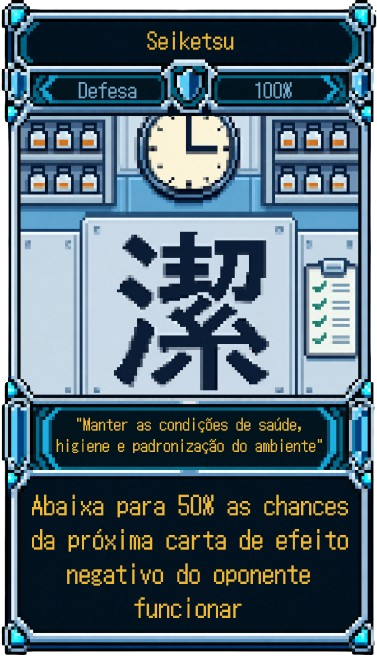 Seiketsu
Defesa
100%
潔
"Manter as condições de saúde,
higiene e padronização do ambiente"
Abaixa para 50% as chances
da próxima carta de efeito
negativo do oponente
funcionar